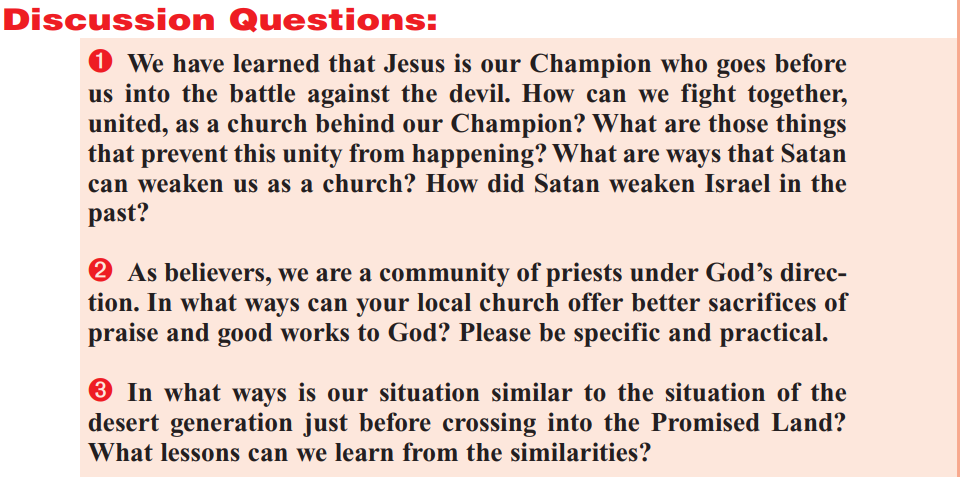 Discussion Questions:
❶ We have learned that Jesus is our Champion who goes before
us into the battle against the devil. How can we fight together,
united, as a church behind our Champion? What are those things
that prevent this unity from happening? What are ways that Satan
can weaken us as a church? How did Satan weaken Israel in the
past?
❷ As believers, we are a community of priests under God’s direc-
tion. In what ways can your local church offer better sacrifices of
praise and good works to God? Please be specific and practical.
❸ In what ways is our situation similar to the situation of the
desert generation just before crossing into the Promised Land?
What lessons can we learn from the similarities?